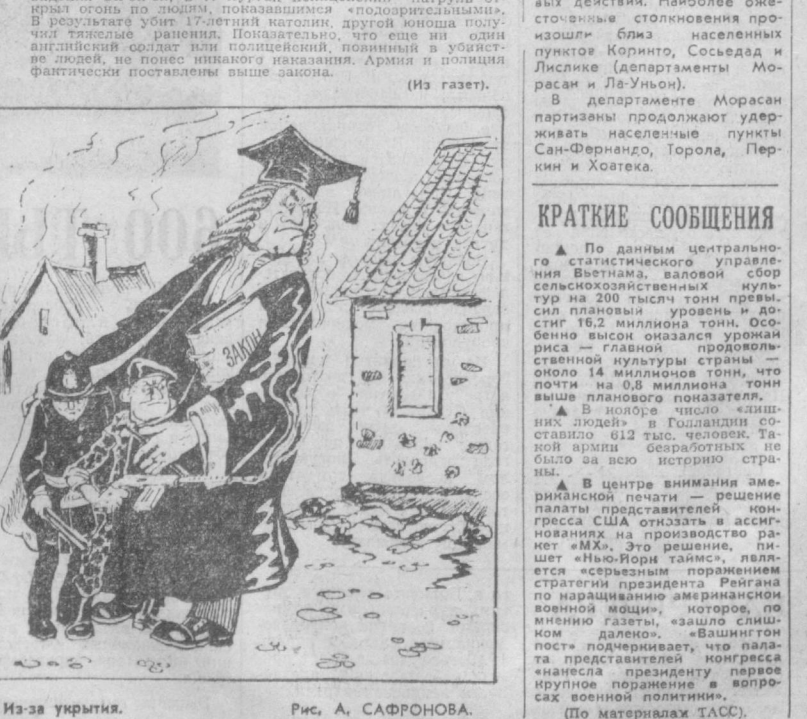 крыл огонь по людям, показавшимся «подозрительными».
В результате убит 17-летний католик, другой юноша полу-
чил тяжелые ранения. Показательно, что еще ни один
английский солдат или полицейский, повинный в убийст-
ве людей, не понес никакого наказания. Армия и полиция
фактически поставлены выше закона.
(Из газет).
ЗАКОН
Из-за укрытия.
Рис. А. САФРОНОВА.
вых действий. Наиболее оже-
сточенные столкновения про-
изошли близ населенных
пунктов Коринто, Сосьедад и
Лислике (департаменты Мо-
расан и Ла-Уньон).
В департаменте Морасан
партизаны продолжают удер-
живать населенные пункты
Сан-Фернандо, Торола, Пер-
кин и Хоатека.
КРАТКИЕ СООБЩЕНИЯ
▲ По данным центрально-
го статистического управле-
ния Вьетнама, валовой сбор
сельскохозяйственных куль-
тур на 200 тысяч тонн превы-
сил плановый уровень и до-
стиг 16,2 миллиона тонн. Осо-
бенно высок оказался урожай
риса — главной продоволь-
ственной культуры страны —
около 14 миллионов тонн, что
почти на 0,8 миллиона тонн
выше планового показателя.
▲ В ноябре число «лиш-
них людей» в Голландии со-
ставило 612 тыс. человек. Та-
кой армии безработных не
было за всю историю стра-
ны.
▲ В центре внимания аме-
риканской печати — решение
палаты представителей кон-
гресса США отказать в ассиг-
нованиях на производство ра-
кет «МХ». Это решение, пи-
шет «Нью-Йорк таймс», явля-
ется «серьезным поражением
стратегии президента Рейгана
по наращиванию американской
военной мощи», которое, по
мнению газеты, «зашло слиш-
ком далеко». «Вашингтон
пост» подчеркивает, что пала-
та представителей конгресса
«нанесла президенту первое
крупное поражение в вопро-
сах военной политики».
(По материалах ТАСС).